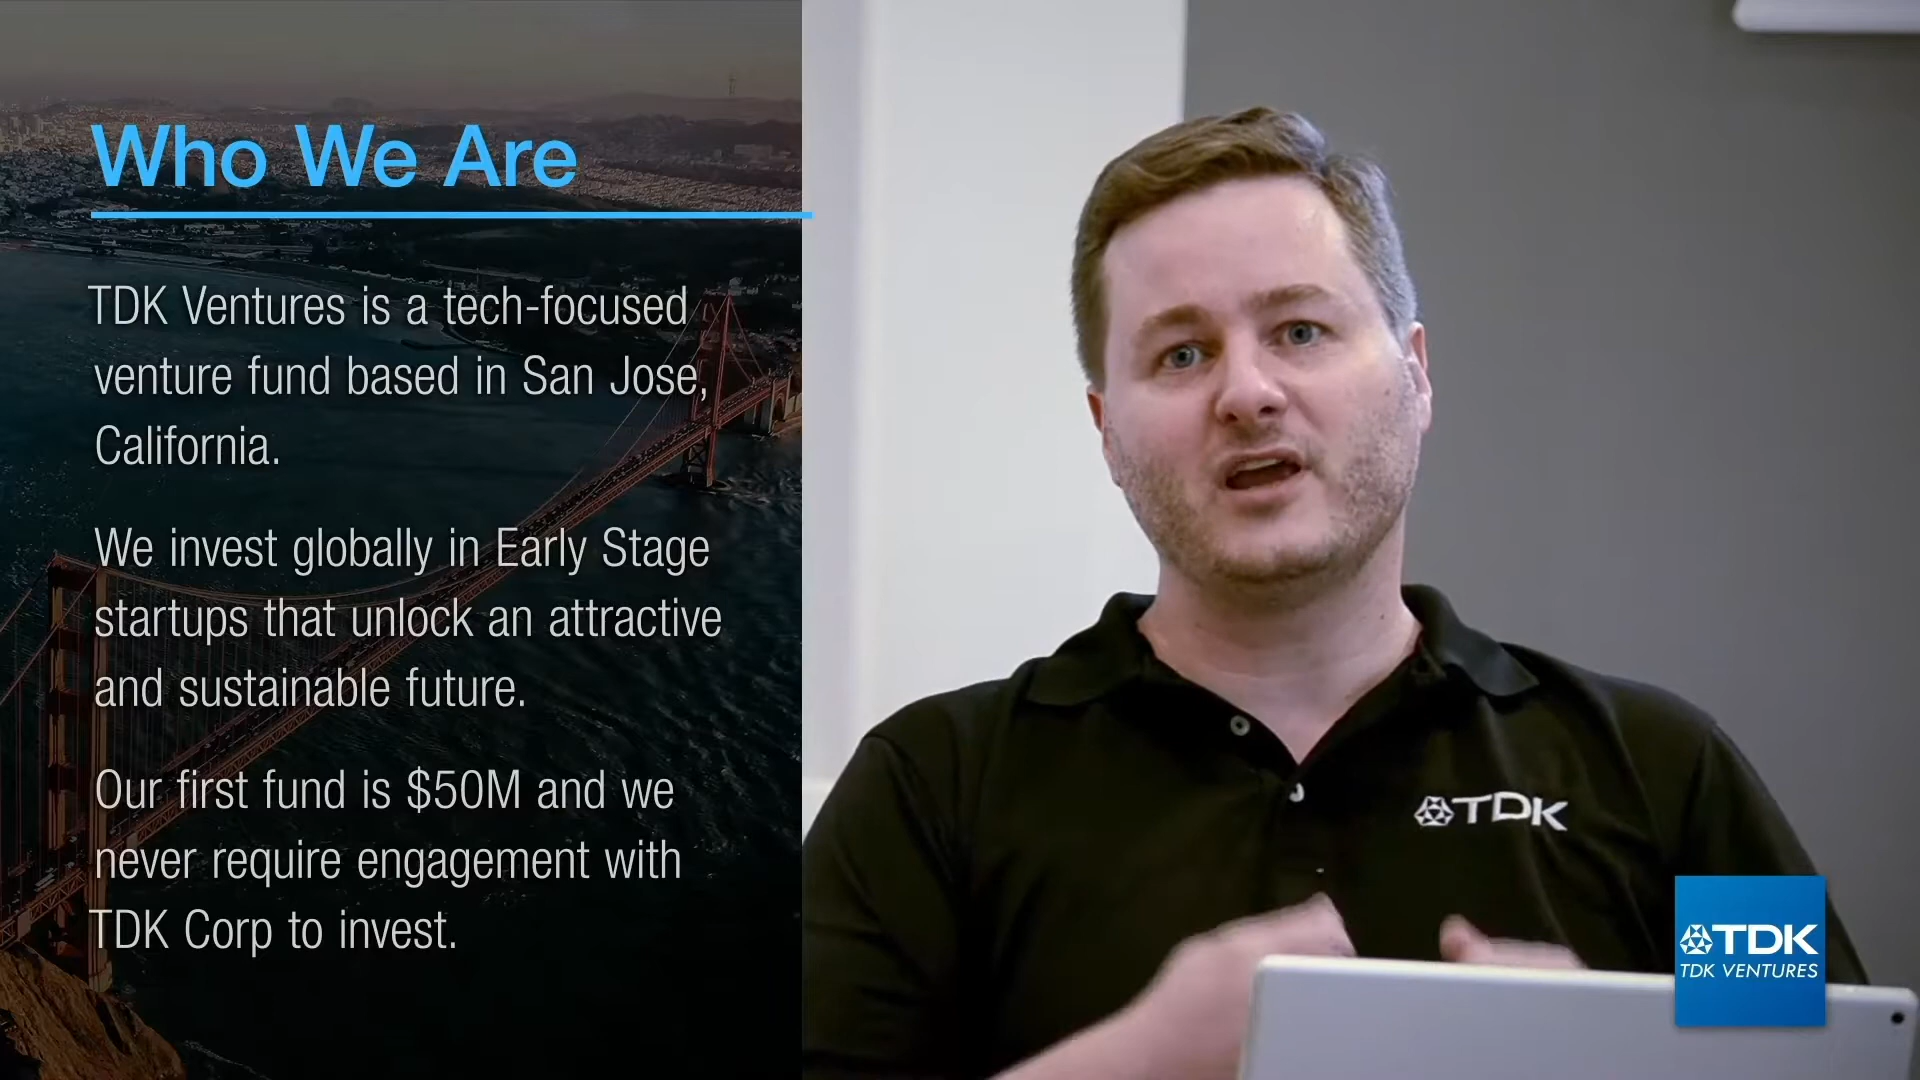 Who We Are
TDK Ventures is a tech-focused
venture fund based in San Jose,
California.
We invest globally in Early Stage
startups that unlock an attractive
and sustainable future.
Our first fund is $50M and we
never require engagement with
TDK Corp to invest.
TDK
TDK
TDK VENTURES